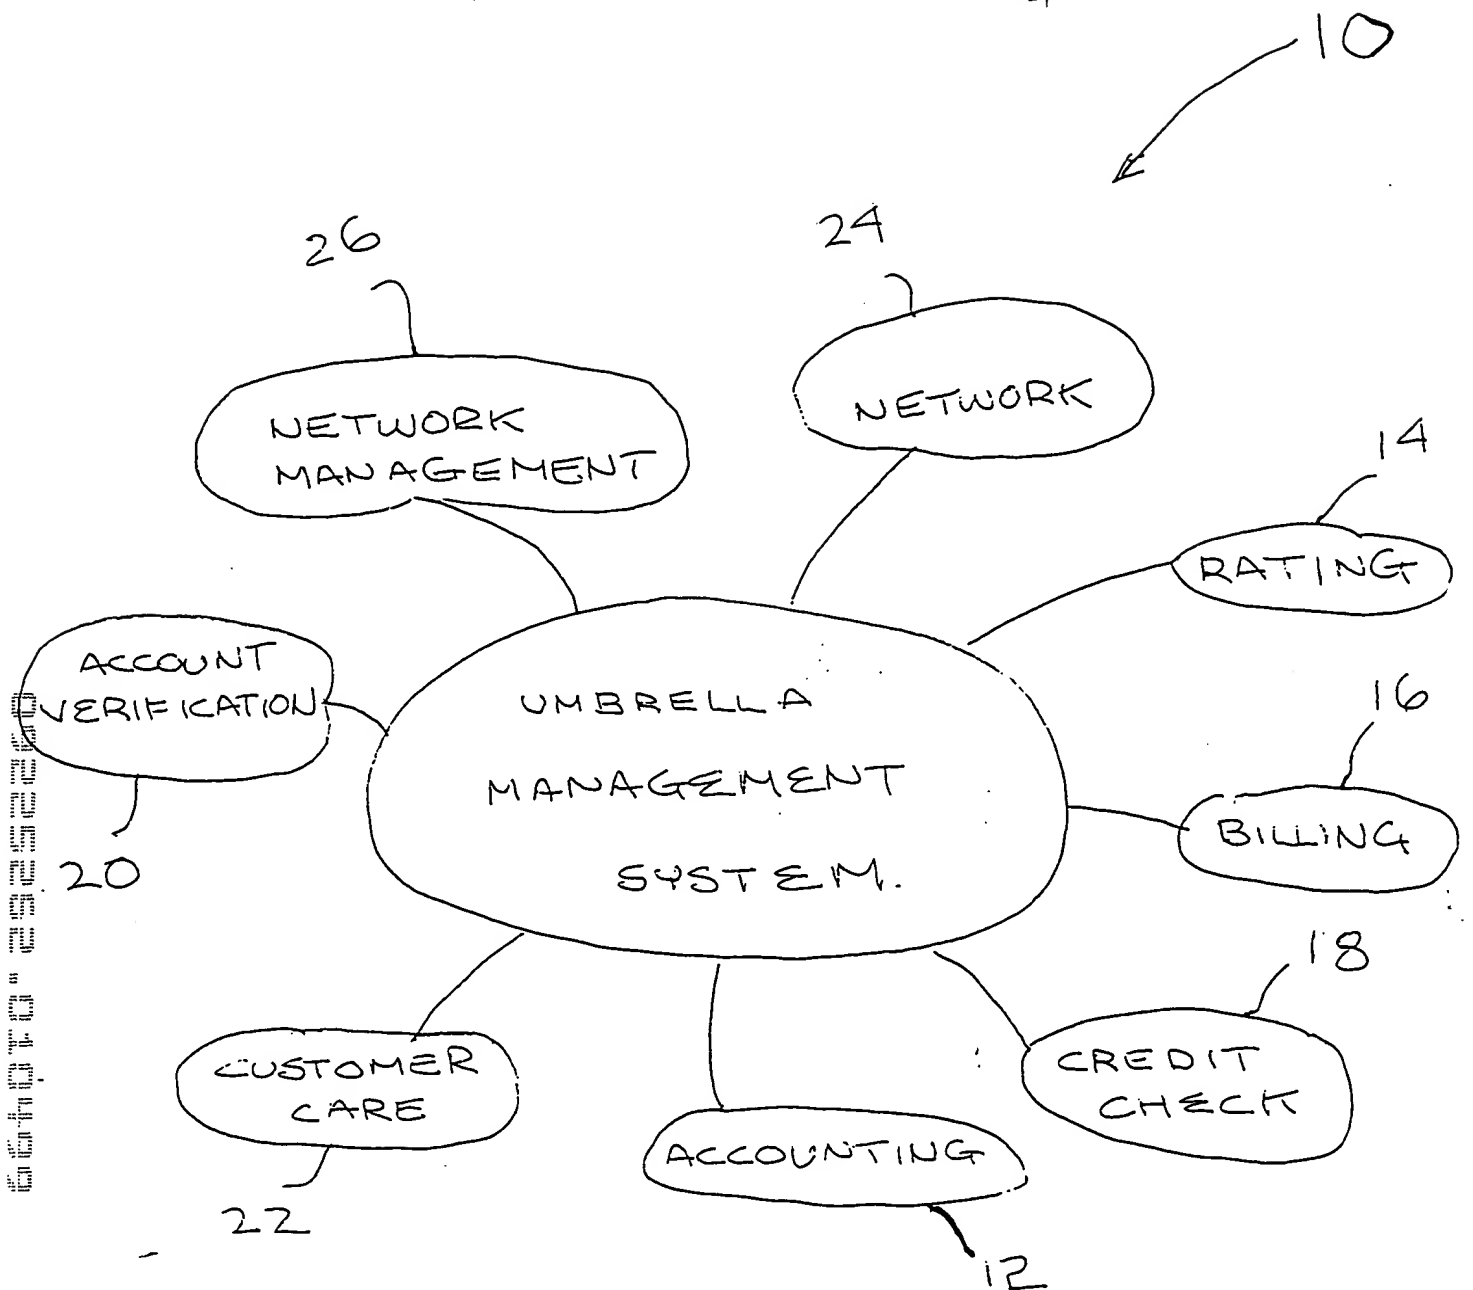 10
26
24
NETWORK
MANAGEMENT
NETWORK
14
RATING
ACCOUNT
VERIFICATION
UMBRELLA
MANAGEMENT
SYSTEM.
16
BILLING
20
18
CREDIT
CHECK
CUSTOMER
CARE
ACCOUNTING
22
12